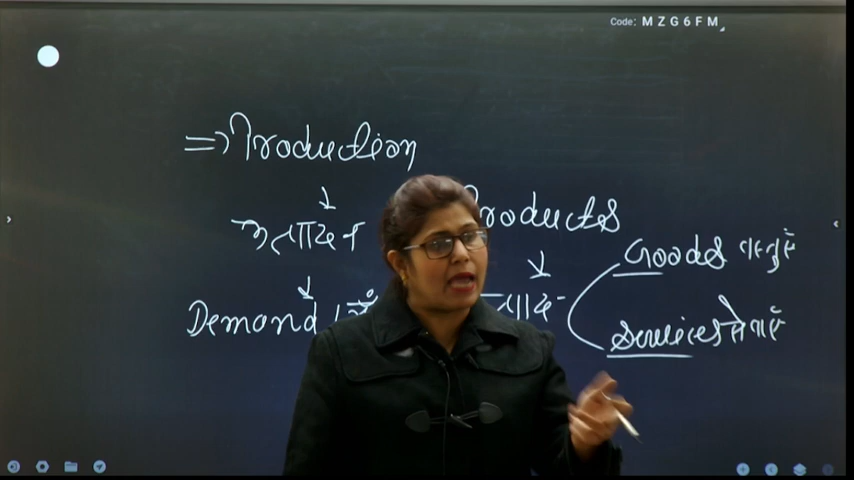 Code: MZG6FM
=> Production
↓
उत्पादन
Products
↓
Goods वस्तुएँ
Services सेवाएँ
↓
Demand